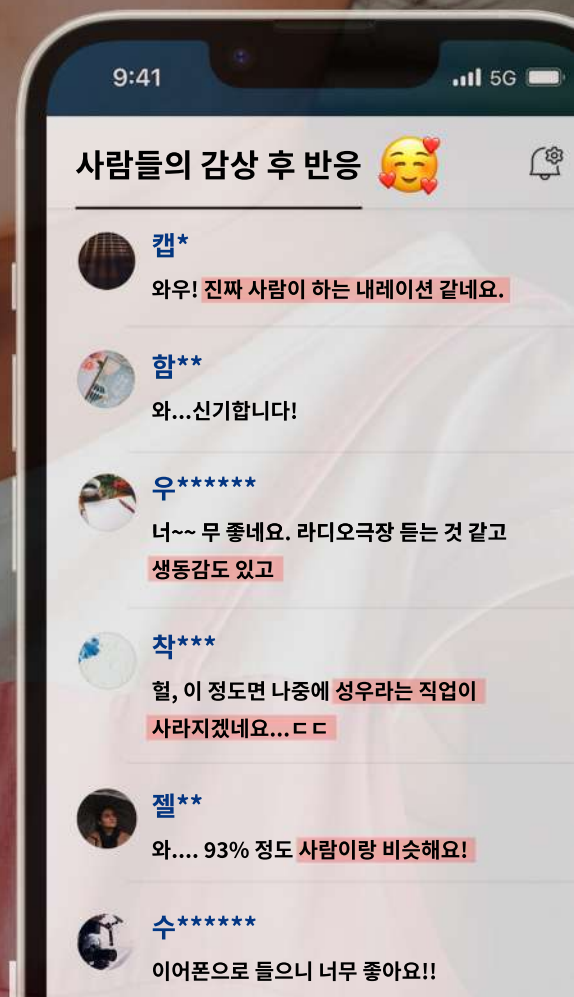 9:41
5G
사람들의 감상 후 반응
캡*
와우! 진짜 사람이 하는 내레이션 같네요.
함**
와...신기합니다!
우******
너~~ 무 좋네요. 라디오극장 듣는 것 같고
생동감도 있고
착***
헐, 이 정도면 나중에 성우라는 직업이
사라지겠네요...ㄷㄷ
젤**
와.... 93% 정도 사람이랑 비슷해요!
수******
이어폰으로 들으니 너무 좋아요!!